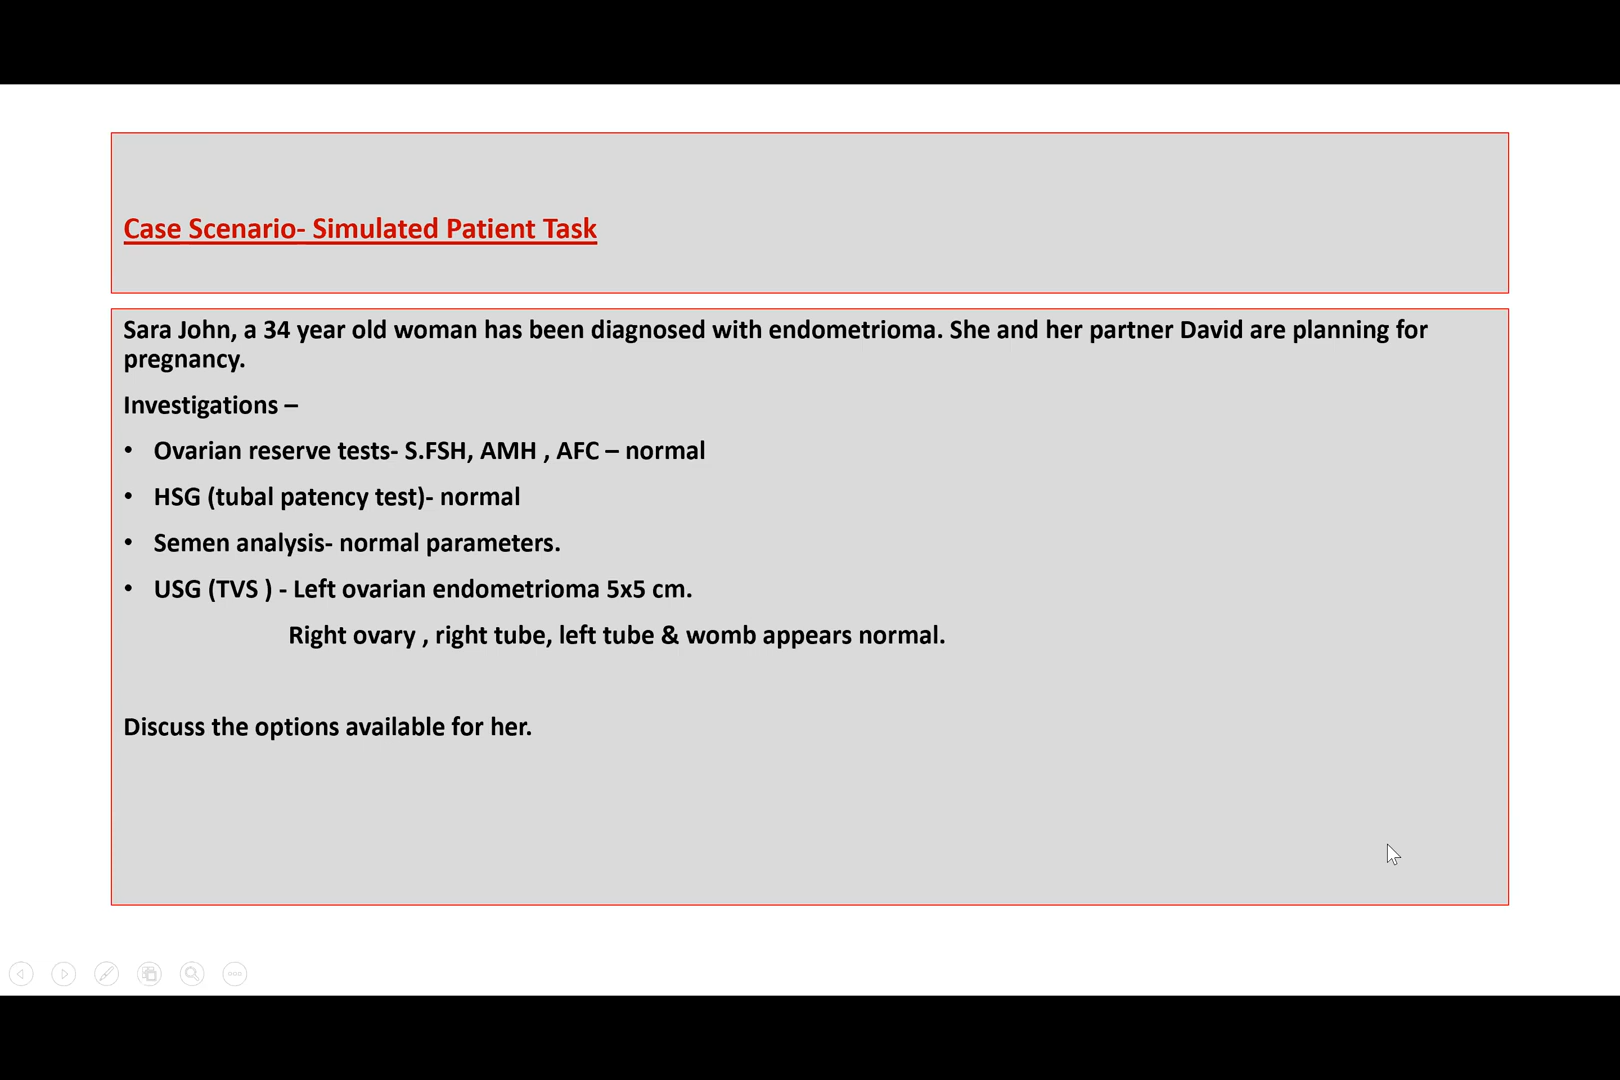 Case Scenario- Simulated Patient Task
Sara John, a 34 year old woman has been diagnosed with endometrioma. She and her partner David are planning for
pregnancy.
Investigations –
• Ovarian reserve tests- S.FSH, AMH , AFC – normal
• HSG (tubal patency test)- normal
• Semen analysis- normal parameters.
• USG (TVS ) - Left ovarian endometrioma 5x5 cm.
Right ovary , right tube, left tube & womb appears normal.
Discuss the options available for her.